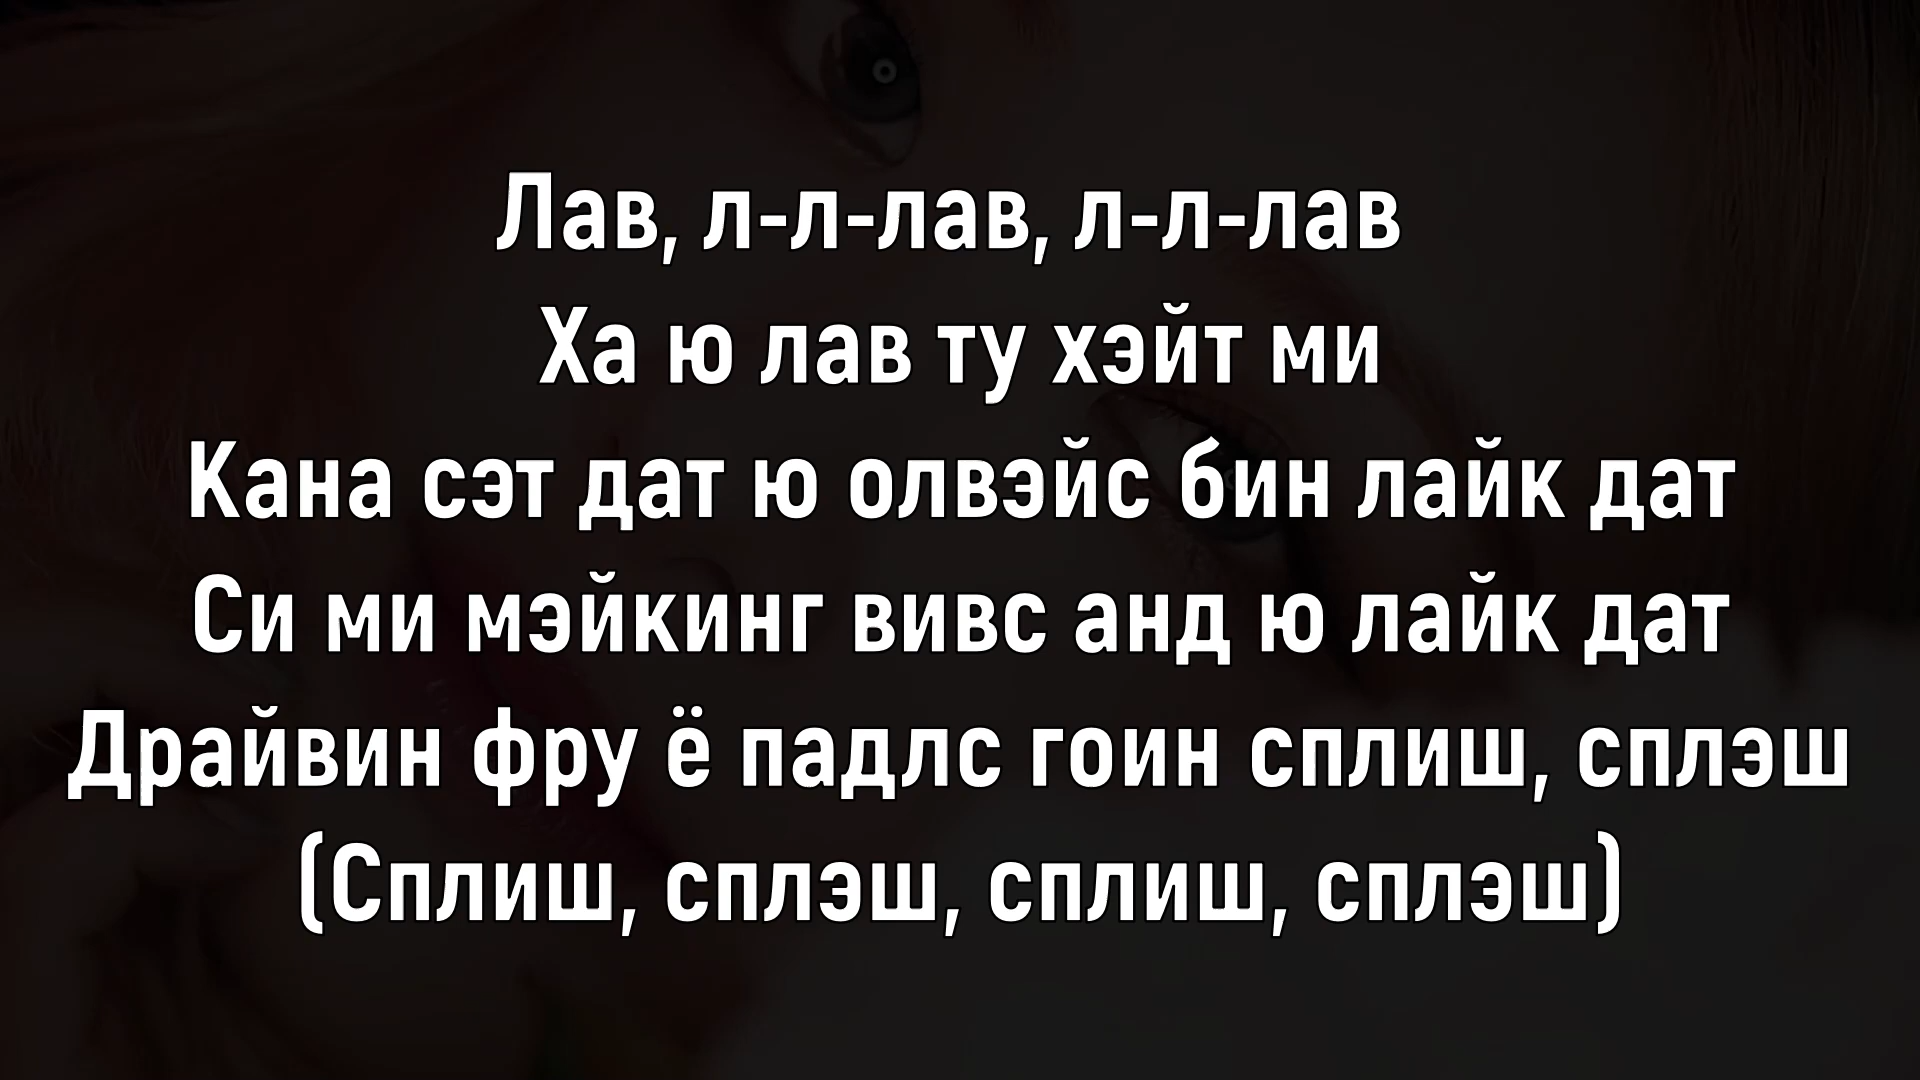 Лав, л-л-лав, л-л-лав
Ха ю лав ту хэйт ми
Кана сэт дат ю олвэйс бин лайк дат
Си ми мэйкинг вивс анд ю лайк дат
Драйвин фру ё падлс гоин сплиш, сплэш
(Сплиш, сплэш, сплиш, сплэш)